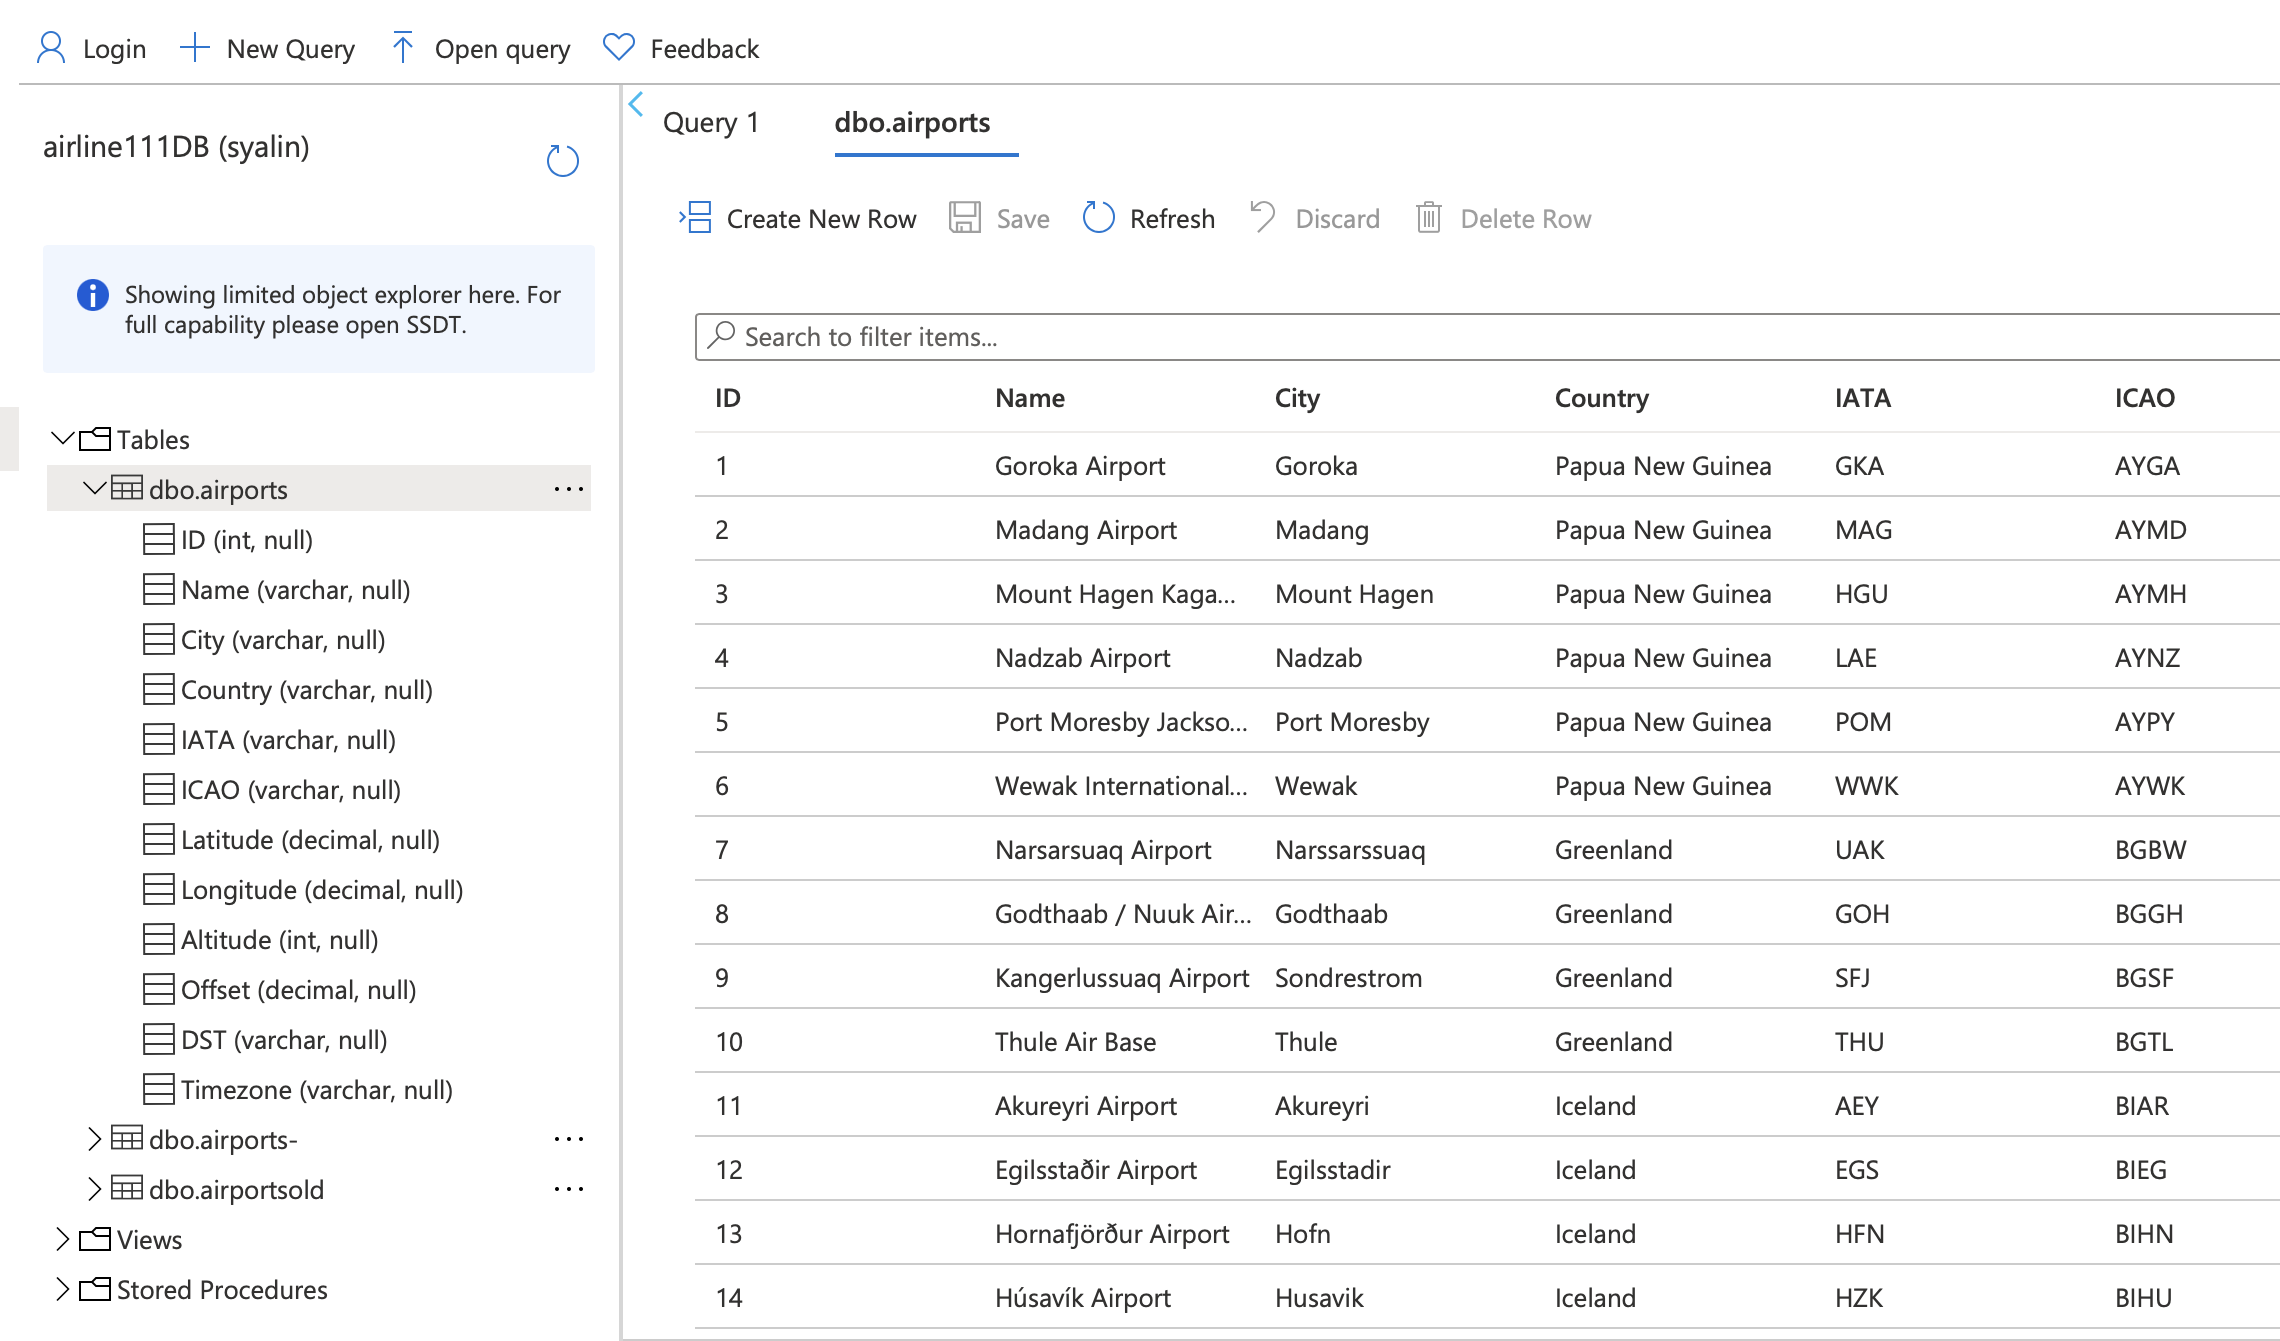 Login New Query Open query Feedback
airline111DB (syalin)
Showing limited object explorer here. For
full capability please open SSDT.
Tables
dbo.airports ...
ID (int, null)
Name (varchar, null)
City (varchar, null)
Country (varchar, null)
IATA (varchar, null)
ICAO (varchar, null)
Latitude (decimal, null)
Longitude (decimal, null)
Altitude (int, null)
Offset (decimal, null)
DST (varchar, null)
Timezone (varchar, null)
dbo.airports- ...
dbo.airportsold ...
Views
Stored Procedures
Query 1 dbo.airports
Create New Row Save Refresh Discard Delete Row
Search to filter items...
ID Name City Country IATA ICAO
1 Goroka Airport Goroka Papua New Guinea GKA AYGA
2 Madang Airport Madang Papua New Guinea MAG AYMD
3 Mount Hagen Kaga... Mount Hagen Papua New Guinea HGU AYMH
4 Nadzab Airport Nadzab Papua New Guinea LAE AYNZ
5 Port Moresby Jackso... Port Moresby Papua New Guinea POM AYPY
6 Wewak International... Wewak Papua New Guinea WWK AYWK
7 Narsarsuaq Airport Narssarssuaq Greenland UAK BGBW
8 Godthaab / Nuuk Air... Godthaab Greenland GOH BGGH
9 Kangerlussuaq Airport Sondrestrom Greenland SFJ BGSF
10 Thule Air Base Thule Greenland THU BGTL
11 Akureyri Airport Akureyri Iceland AEY BIAR
12 Egilsstaðir Airport Egilsstadir Iceland EGS BIEG
13 Hornafjörður Airport Hofn Iceland HFN BIHN
14 Húsavík Airport Husavik Iceland HZK BIHU